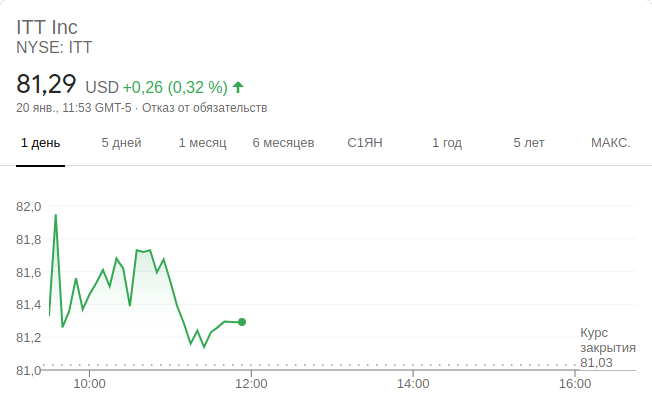 ITT Inc
NYSE: ITT
81,29 USD +0,26 (0,32 %)
20 янв., 11:53 GMT-5 · Отказ от обязательств
1 день 5 дней 1 месяц 6 месяцев С1ЯН 1 год 5 лет МАКС.
82,0
81,8
81,6
81,4
81,2
81,0
Курс
закрытия
81,03
10:00 12:00 14:00 16:00